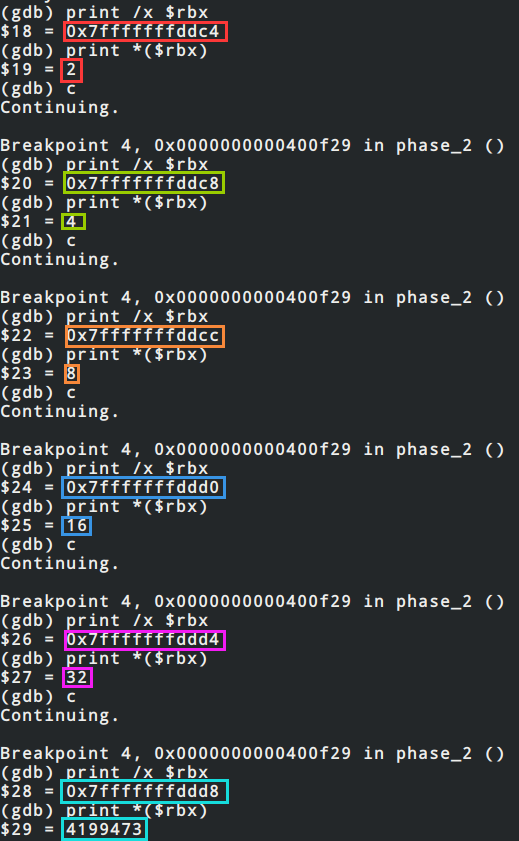 (gdb) print /x $rbx
$18 = 0x7fffffffddc4
(gdb) print *($rbx)
$19 = 2
(gdb) c
Continuing.
Breakpoint 4, 0x0000000000400f29 in phase_2 ()
(gdb) print /x $rbx
$20 = 0x7fffffffddc8
(gdb) print *($rbx)
$21 = 4
(gdb) c
Continuing.
Breakpoint 4, 0x0000000000400f29 in phase_2 ()
(gdb) print /x $rbx
$22 = 0x7fffffffddcc
(gdb) print *($rbx)
$23 = 8
(gdb) c
Continuing.
Breakpoint 4, 0x0000000000400f29 in phase_2 ()
(gdb) print /x $rbx
$24 = 0x7fffffffddd0
(gdb) print *($rbx)
$25 = 16
(gdb) c
Continuing.
Breakpoint 4, 0x0000000000400f29 in phase_2 ()
(gdb) print /x $rbx
$26 = 0x7fffffffddd4
(gdb) print *($rbx)
$27 = 32
(gdb) c
Continuing.
Breakpoint 4, 0x0000000000400f29 in phase_2 ()
(gdb) print /x $rbx
$28 = 0x7fffffffddd8
(gdb) print *($rbx)
$29 = 4199473